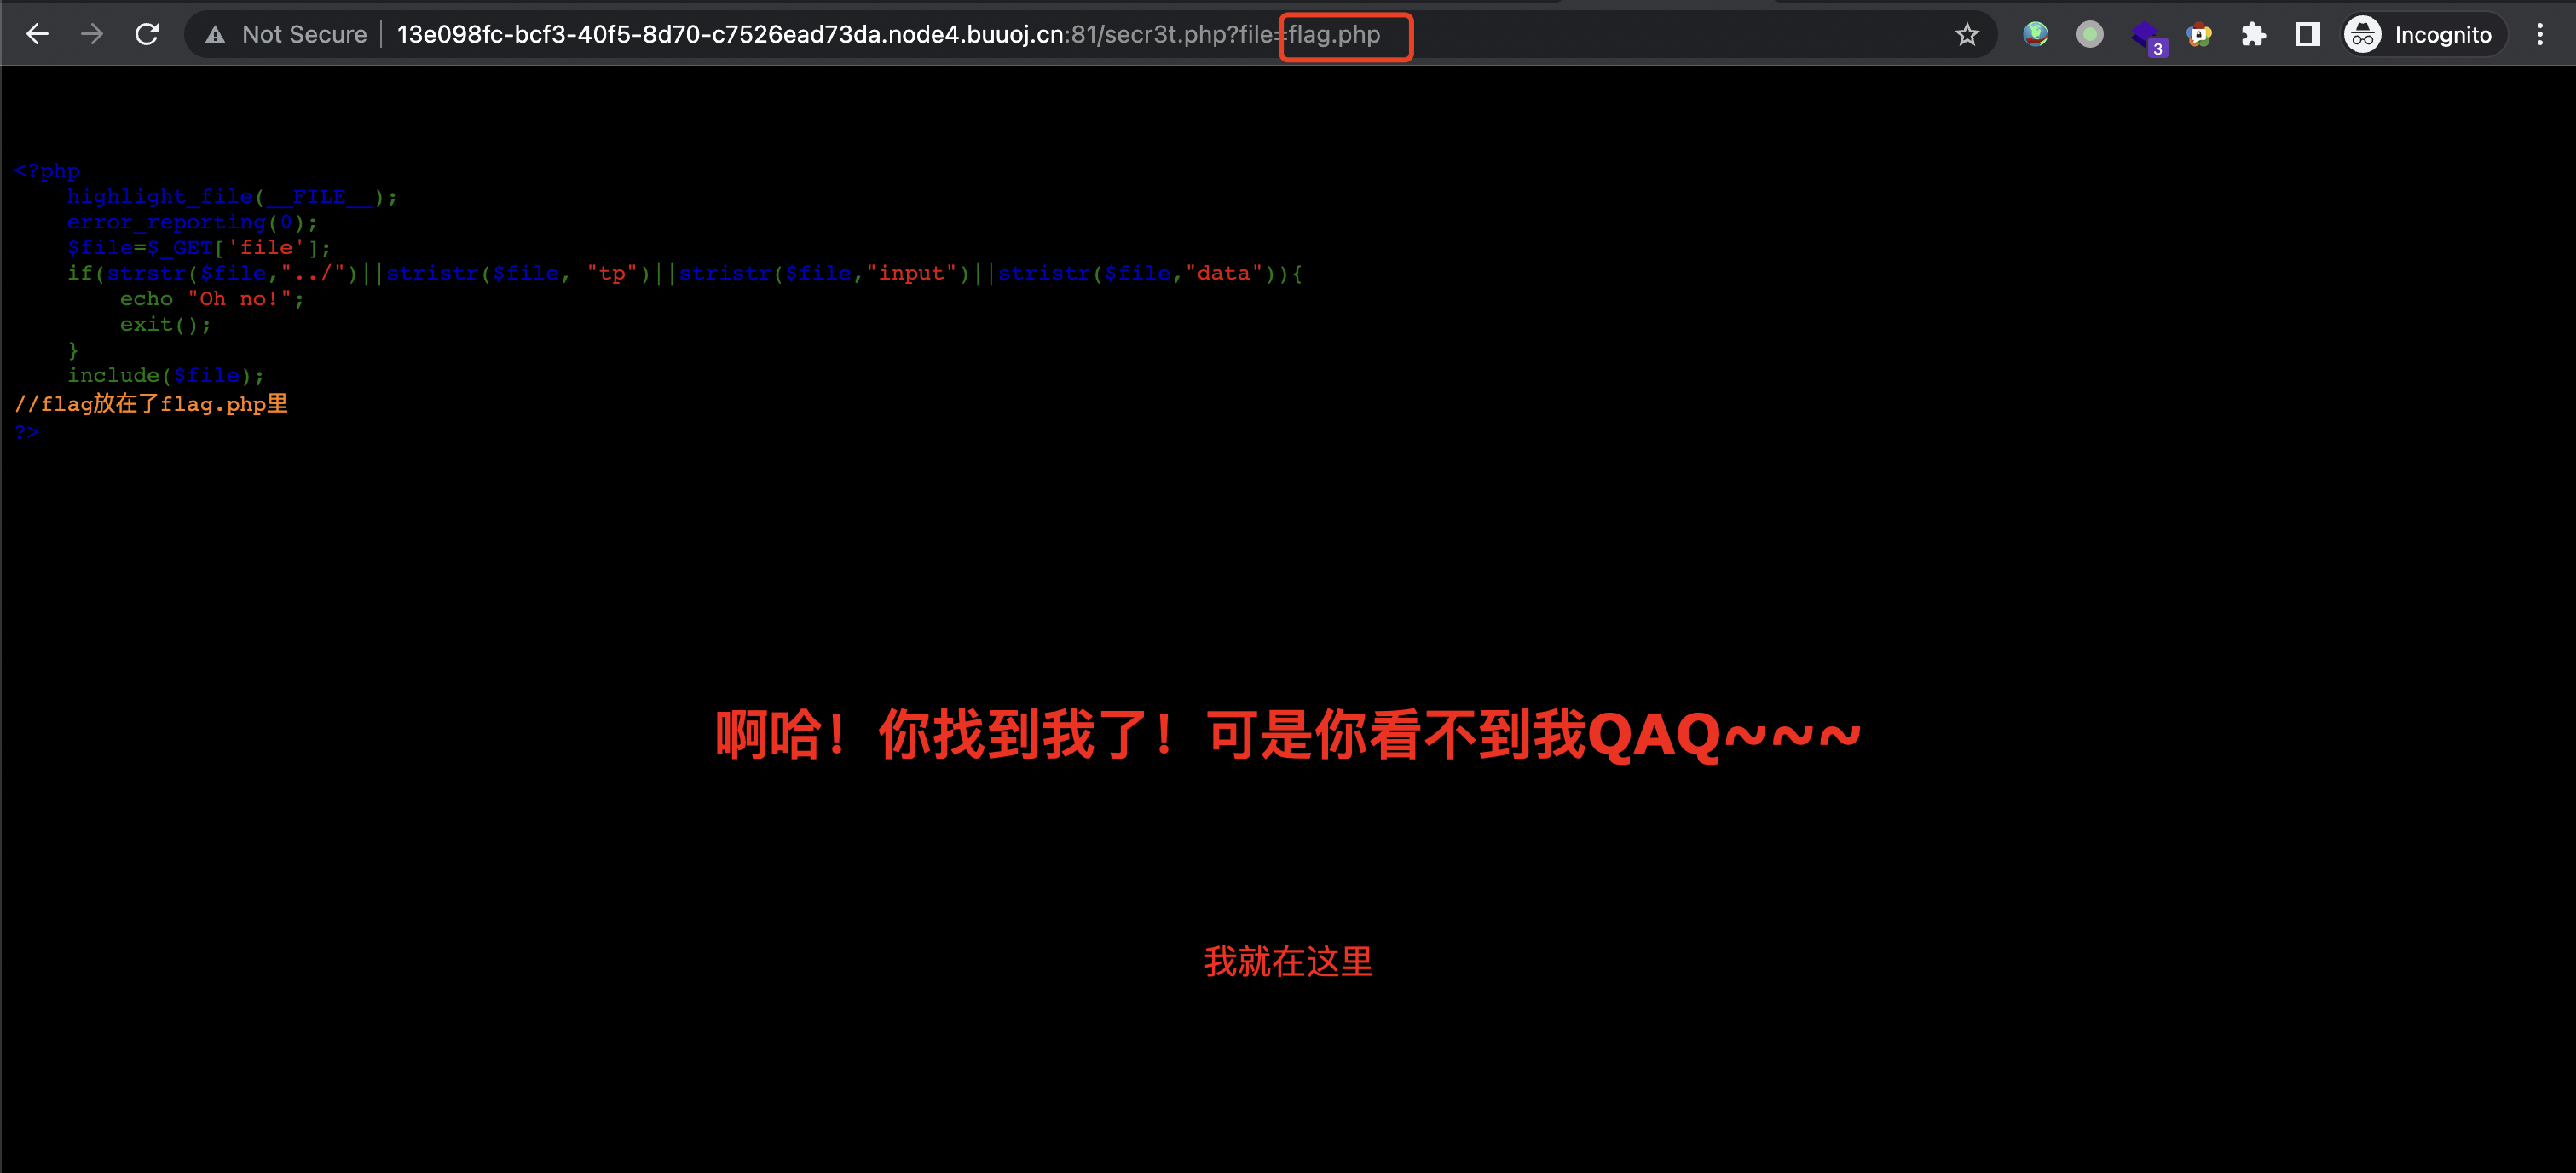 Not Secure | 13e098fc-bcf3-40f5-8d70-c7526ead73da.node4.buuoj.cn:81/secr3t.php?file=flag.php
3
Incognito
<?php
    highlight_file(__FILE__);
    error_reporting(0);
    $file=$_GET['file'];
    if(strstr($file,"../")||stristr($file, "tp")||stristr($file,"input")||stristr($file,"data")){
        echo "Oh no!";
        exit();
    }
    include($file);
//flag放在了flag.php里
?>
啊哈！你找到我了！可是你看不到我QAQ~~~
我就在这里